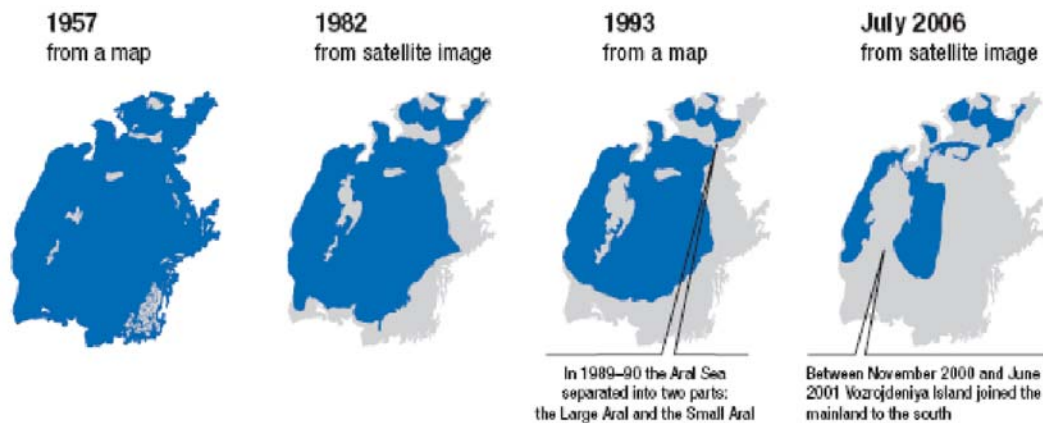 1957
from a map
1982
from satellite image
1993
from a map
July 2006
from satellite image
In 1989–90 the Aral Sea
separated into two parts:
the Large Aral and the Small Aral
Between November 2000 and June
2001 Vozrojdeniya Island joined the
mainland to the south